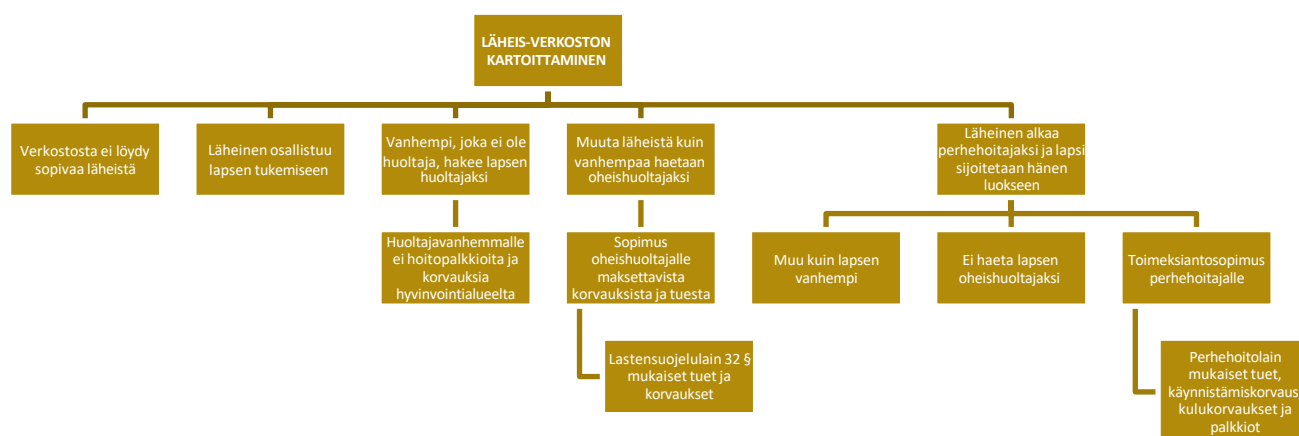 LÄHEIS-VERKOSTON
KARTOITTAMINEN
Verkostosta ei löydy
sopivaa läheistä
Läheinen osallistuu
lapsen tukemiseen
Vanhempi, joka ei ole
huoltaja, hakee lapsen
huoltajaksi
Muuta läheistä kuin
vanhempaa haetaan
oheishuoltajaksi
Läheinen alkaa
perhehoitajaksi ja lapsi
sijoitetaan hänen
luokseen
Huoltajavanhemmalle
ei hoitopalkkioita ja
korvauksia
hyvinvointialueelta
Sopimus
oheishuoltajalle
maksettavista
korvauksista ja tuesta
Muu kuin lapsen
vanhempi
Ei haeta lapsen
oheishuoltajaksi
Toimeksiantosopimus
perhehoitajalle
Lastensuojelulain 32 §
mukaiset tuet ja
korvaukset
Perhehoitolain
mukaiset tuet,
käynnistämiskorvaus
kulukorvaukset ja
palkkiot